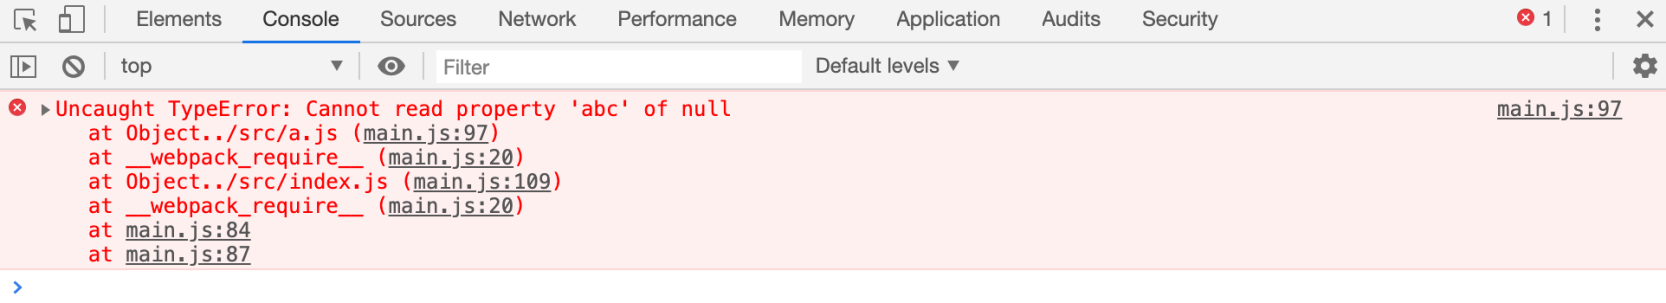 Elements Console Sources Network Performance Memory Application Audits Security 1
top Filter Default levels
Uncaught TypeError: Cannot read property 'abc' of null main.js:97
at Object../src/a.js (main.js:97)
at __webpack_require__ (main.js:20)
at Object../src/index.js (main.js:109)
at __webpack_require__ (main.js:20)
at main.js:84
at main.js:87